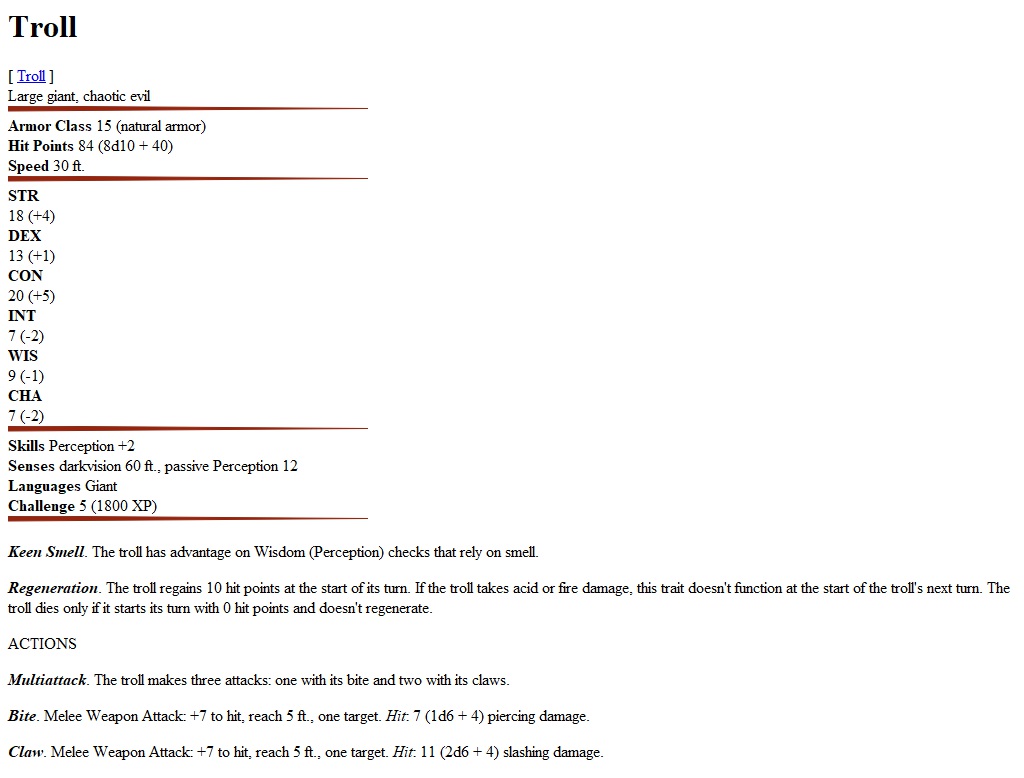 Troll
[ Troll ]
Large giant, chaotic evil
Armor Class 15 (natural armor)
Hit Points 84 (8d10 + 40)
Speed 30 ft.
STR
18 (+4)
DEX
13 (+1)
CON
20 (+5)
INT
7 (-2)
WIS
9 (-1)
CHA
7 (-2)
Skills Perception +2
Senses darkvision 60 ft., passive Perception 12
Languages Giant
Challenge 5 (1800 XP)
Keen Smell. The troll has advantage on Wisdom (Perception) checks that rely on smell.
Regeneration. The troll regains 10 hit points at the start of its turn. If the troll takes acid or fire damage, this trait doesn't function at the start of the troll's next turn. The
troll dies only if it starts its turn with 0 hit points and doesn't regenerate.
ACTIONS
Multiattack. The troll makes three attacks: one with its bite and two with its claws.
Bite. Melee Weapon Attack: +7 to hit, reach 5 ft., one target. Hit: 7 (1d6 + 4) piercing damage.
Claw. Melee Weapon Attack: +7 to hit, reach 5 ft., one target. Hit: 11 (2d6 + 4) slashing damage.